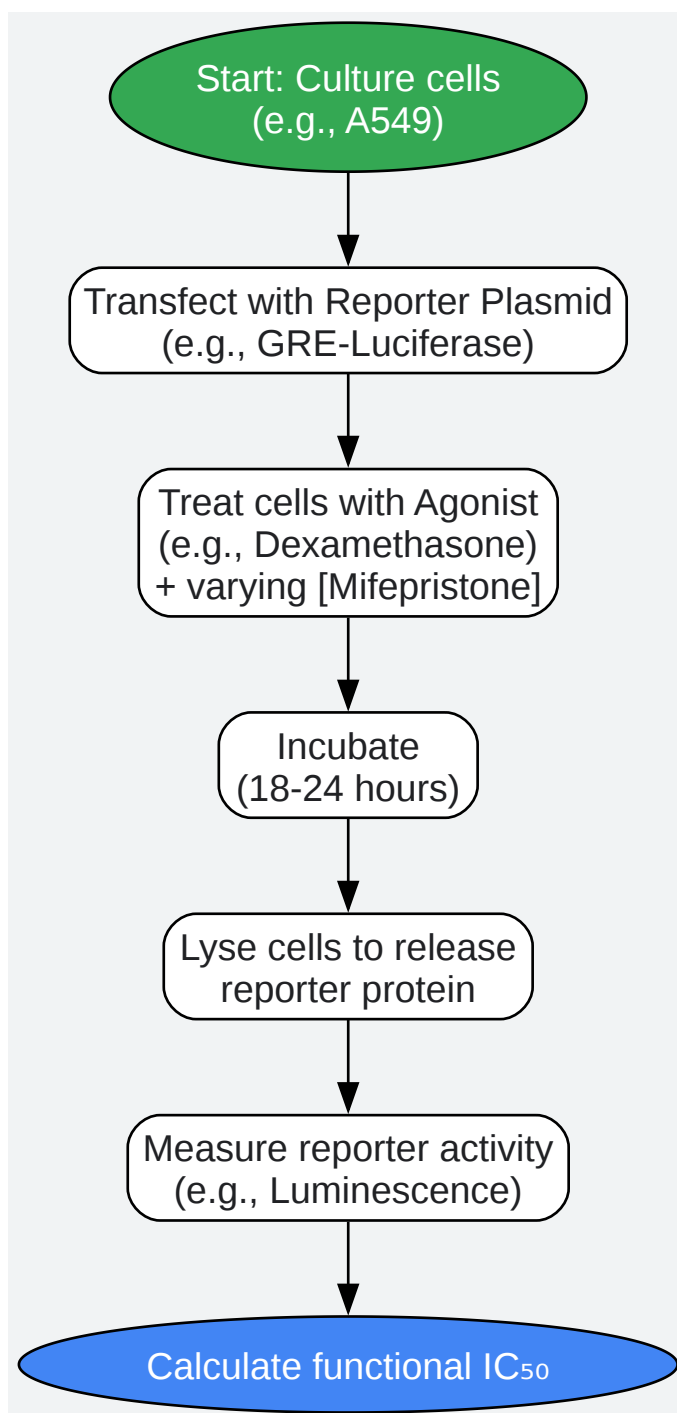 Start: Culture cells
(e.g., A549)
Transfect with Reporter Plasmid
(e.g., GRE-Luciferase)
Treat cells with Agonist
(e.g., Dexamethasone)
+ varying [Mifepristone]
Incubate
(18-24 hours)
Lyse cells to release
reporter protein
Measure reporter activity
(e.g., Luminescence)
Calculate functional IC₅₀